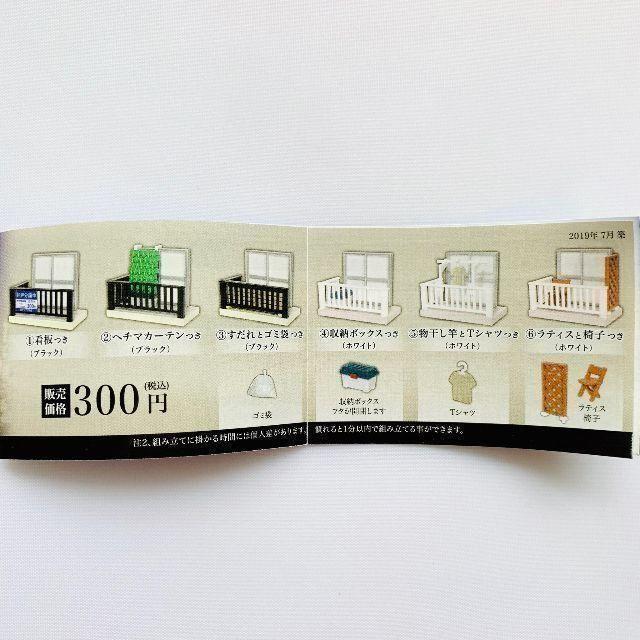 2019年 7月 築
①看板つき
(ブラック)
②ヘチマカーテンつき
(ブラック)
③すだれとゴミ袋つき
(ブラック)
④収納ボックスつき
(ホワイト)
⑤物干し竿とTシャツつき
(ホワイト)
⑥ラティスと椅子つき
(ホワイト)
販売
価格
300円
(税込)
ゴミ袋
収納ボックス
フタが開閉します
Tシャツ
ラティス
椅子
注2、組み立てに掛かる時間には個人差があります。慣れると1分以内で組み立てる事ができます。